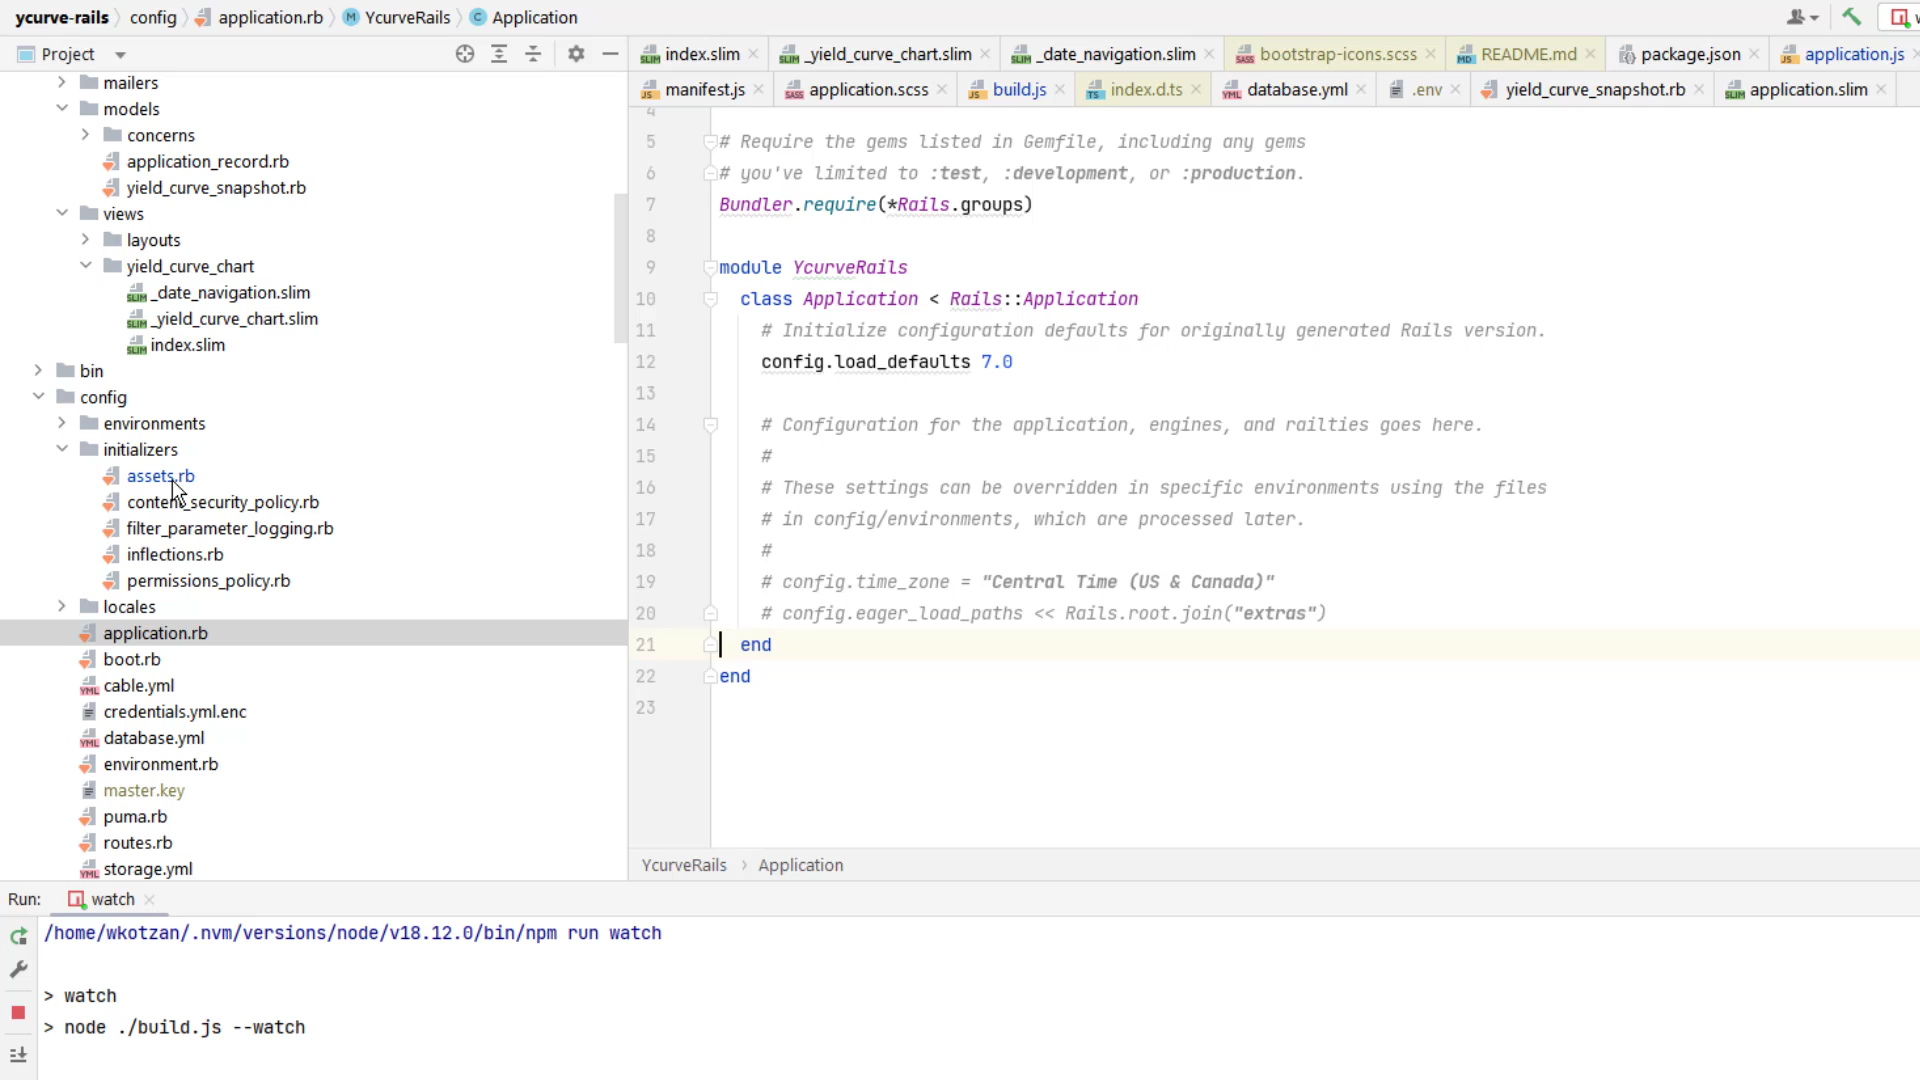 ycurve-rails config application.rb M YcurveRails C Application
Project
index.slim _yield_curve_chart.slim _date_navigation.slim bootstrap-icons.scss README.md package.json application.js
manifest.js application.scss build.js index.d.ts database.yml .env yield_curve_snapshot.rb application.slim
mailers
models
concerns
application_record.rb
yield_curve_snapshot.rb
views
layouts
yield_curve_chart
_date_navigation.slim
_yield_curve_chart.slim
index.slim
bin
config
environments
initializers
assets.rb
content_security_policy.rb
filter_parameter_logging.rb
inflections.rb
permissions_policy.rb
locales
application.rb
boot.rb
cable.yml
credentials.yml.enc
database.yml
environment.rb
master.key
puma.rb
routes.rb
storage.yml
4
5 # Require the gems listed in Gemfile, including any gems
6 # you've limited to :test, :development, or :production.
7 Bundler.require(*Rails.groups)
8
9 module YcurveRails
10 class Application < Rails::Application
11 # Initialize configuration defaults for originally generated Rails version.
12 config.load_defaults 7.0
13
14 # Configuration for the application, engines, and railties goes here.
15 #
16 # These settings can be overridden in specific environments using the files
17 # in config/environments, which are processed later.
18 #
19 # config.time_zone = "Central Time (US & Canada)"
20 # config.eager_load_paths << Rails.root.join("extras")
21 end
22 end
23
YcurveRails › Application
Run: watch
/home/wkotzan/.nvm/versions/node/v18.12.0/bin/npm run watch
> watch
> node ./build.js --watch